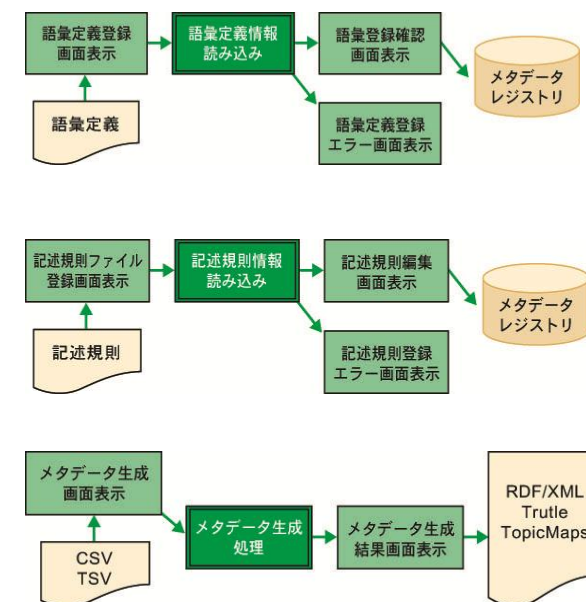 語彙定義登録
画面表示
語彙定義情報
読み込み
語彙登録確認
画面表示
メタデータ
レジストリ
語彙定義
語彙定義登録
エラー画面表示
記述規則ファイル
登録画面表示
記述規則情報
読み込み
記述規則編集
画面表示
メタデータ
レジストリ
記述規則
記述規則登録
エラー画面表示
メタデータ生成
画面表示
メタデータ生成
処理
メタデータ生成
結果画面表示
RDF/XML
Trutle
TopicMaps
CSV
TSV